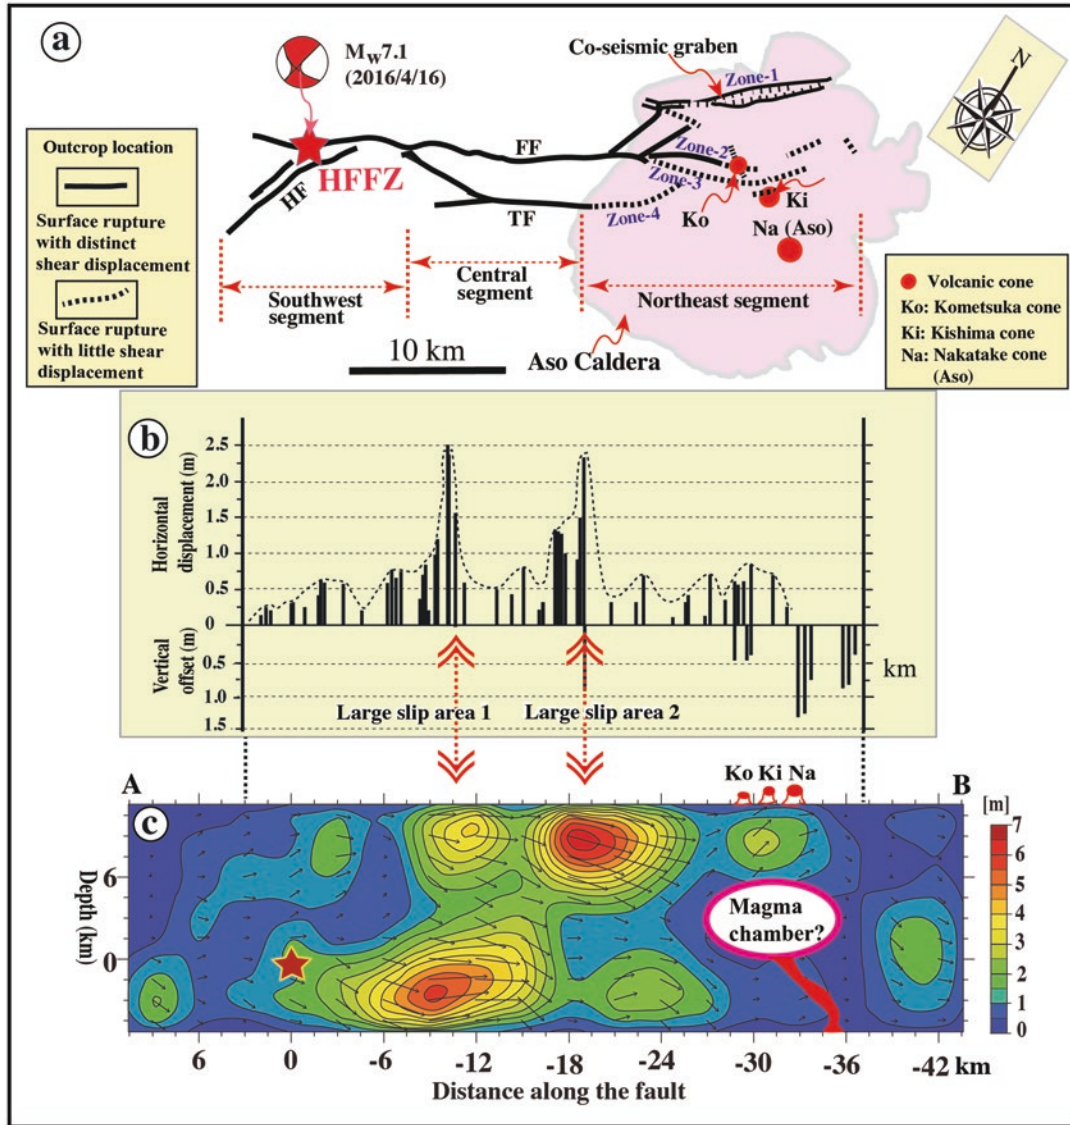 a
Mw7.1
(2016/4/16)
Co-seismic graben
Zone-1
N
Outcrop location
Surface rupture
with distinct
shear displacement
Surface rupture
with little shear
displacement
HFFZ
HF
FF
TF
Zone-2
Zone-3
Zone-4
Ko
Ki
Na (Aso)
Southwest
segment
Central
segment
Northeast segment
10 km
Aso Caldera
Volcanic cone
Ko: Kometsuka cone
Ki: Kishima cone
Na: Nakatake cone
(Aso)
b
Horizontal
displacement (m)
2.5
2.0
1.5
1.0
0.5
0
Vertical
offset (m)
0.5
1.0
1.5
km
Large slip area 1
Large slip area 2
A
Ko Ki Na
B
c
Depth (km)
6
0
Magma
chamber?
[m]
7
6
5
4
3
2
1
0
6 0 -6 -12 -18 -24 -30 -36 -42 km
Distance along the fault